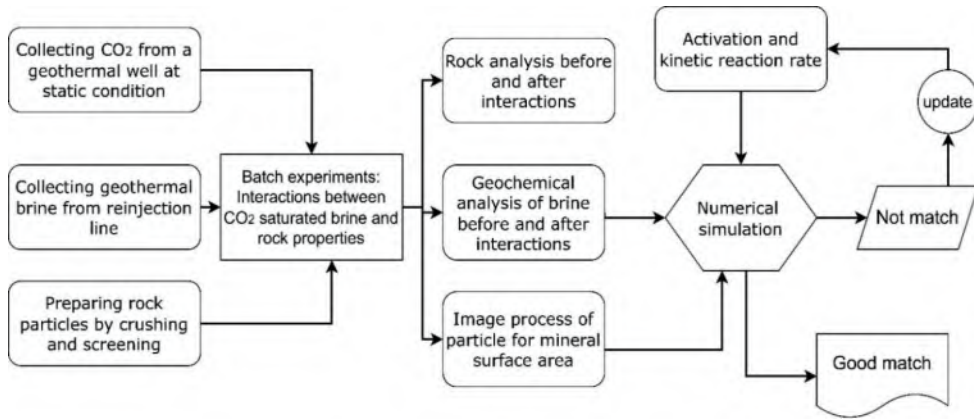 Collecting CO2 from a
geothermal well at
static condition
Collecting geothermal
brine from reinjection
line
Preparing rock
particles by crushing
and screening
Batch experiments:
Interactions between
CO2 saturated brine and
rock properties
Rock analysis before
and after
interactions
Geochemical
analysis of brine
before and after
interactions
Image process of
particle for mineral
surface area
Activation and
kinetic reaction rate
Numerical
simulation
update
Not match
Good match